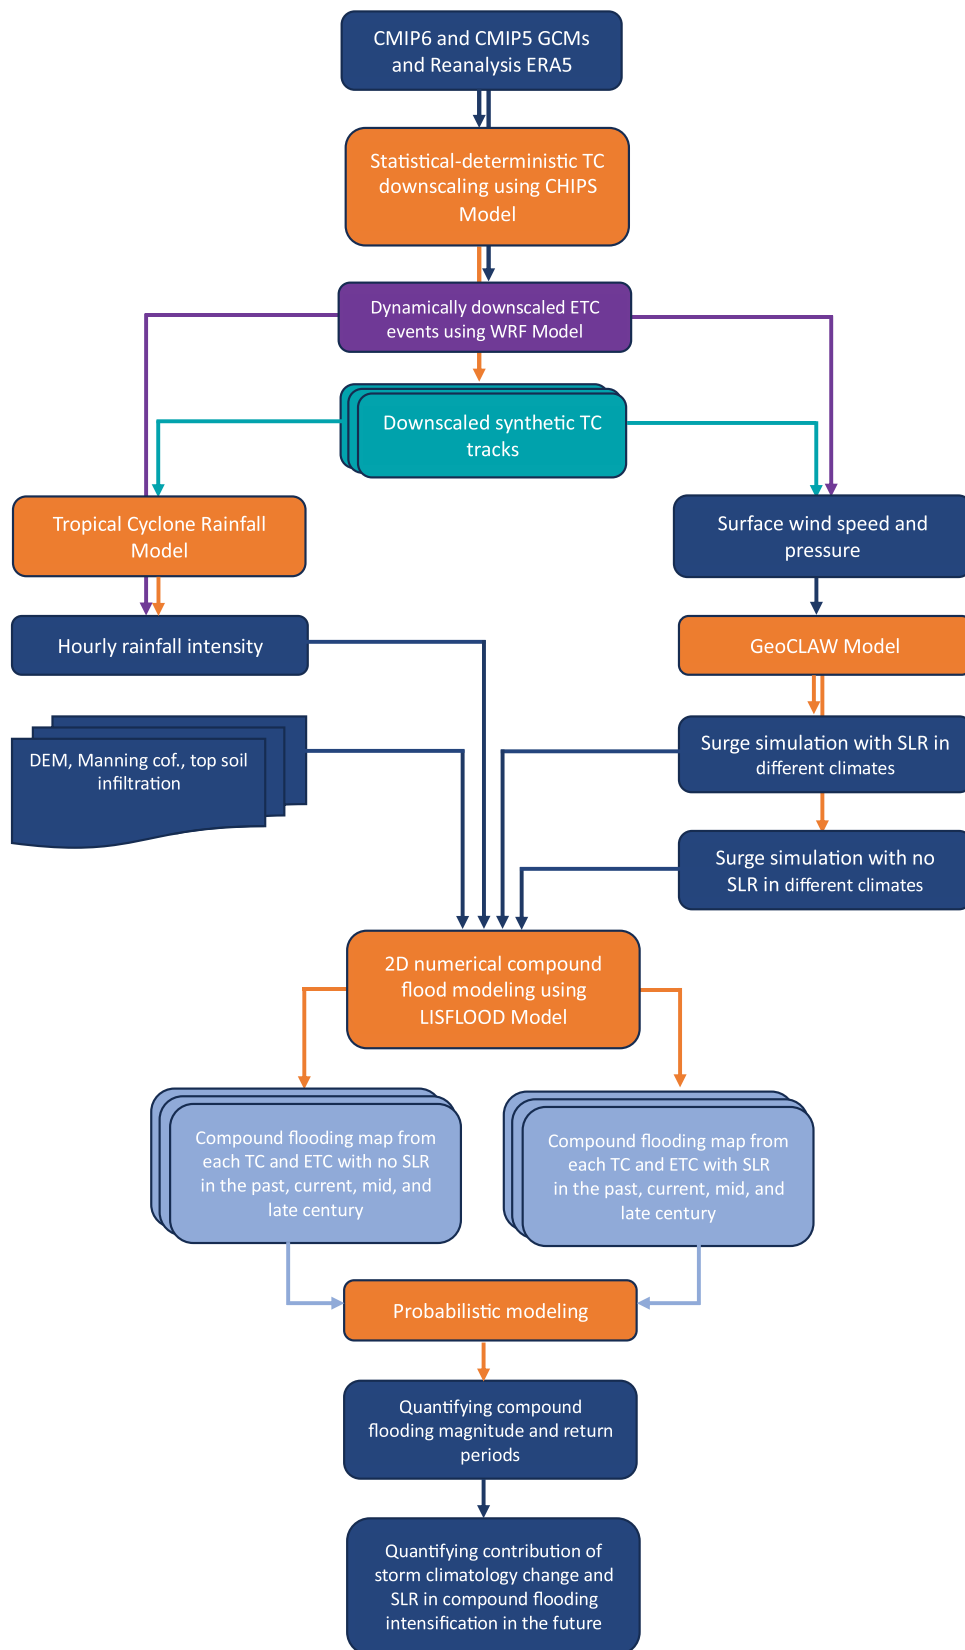 CMIP6 and CMIP5 GCMs
and Reanalysis ERA5
Statistical-deterministic TC
downscaling using CHIPS
Model
Dynamically downscaled ETC
events using WRF Model
Downscaled synthetic TC
tracks
Tropical Cyclone Rainfall
Model
Surface wind speed and
pressure
Hourly rainfall intensity
GeoCLAW Model
DEM, Manning cof., top soil
infiltration
Surge simulation with SLR in
different climates
Surge simulation with no
SLR in different climates
2D numerical compound
flood modeling using
LISFLOOD Model
Compound flooding map from
each TC and ETC with no SLR
in the past, current, mid, and
late century
Compound flooding map from
each TC and ETC with SLR
in the past, current, mid, and
late century
Probabilistic modeling
Quantifying compound
flooding magnitude and return
periods
Quantifying contribution of
storm climatology change and
SLR in compound flooding
intensification in the future